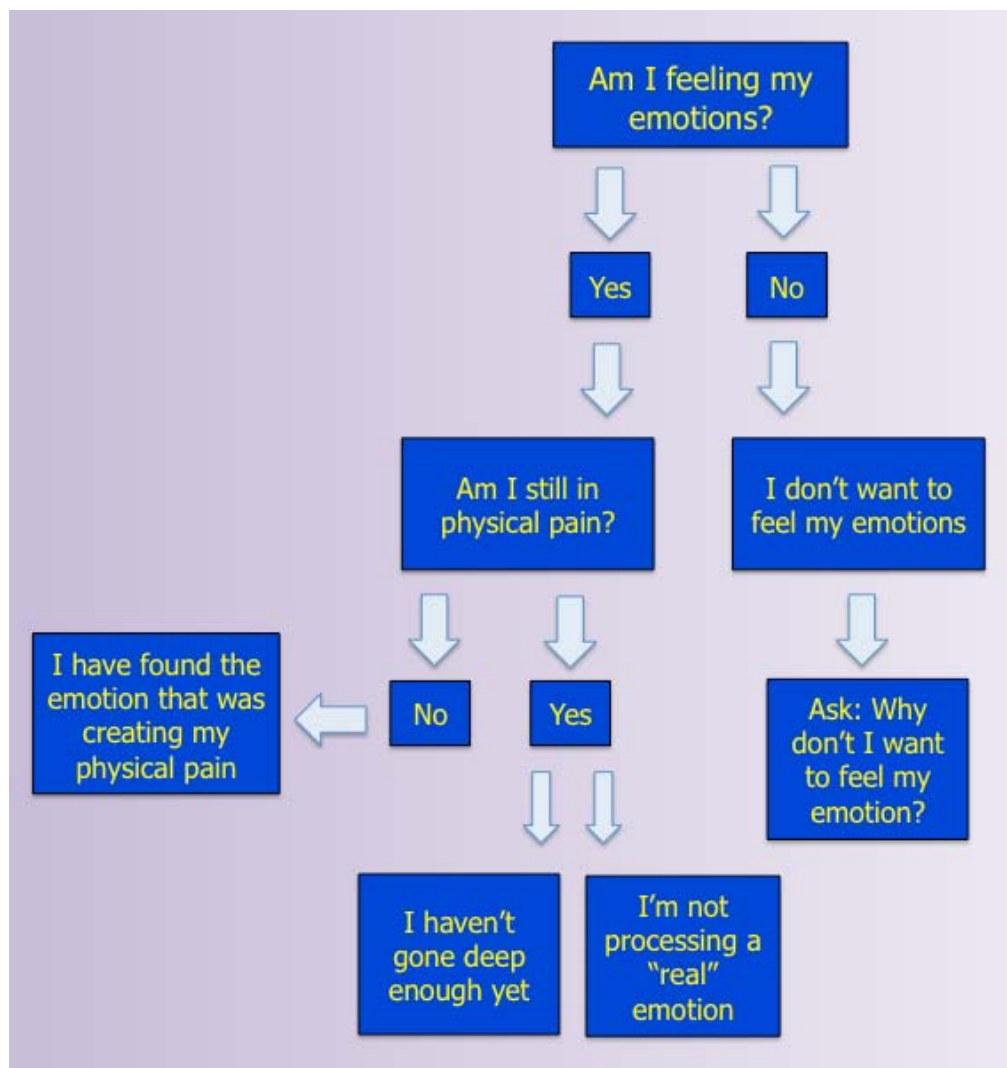 Am I feeling my
emotions?
Yes
No
Am I still in
physical pain?
I don't want to
feel my emotions
I have found the
emotion that was
creating my
physical pain
No
Yes
Ask: Why
don't I want
to feel my
emotion?
I haven't
gone deep
enough yet
I'm not
processing a
“real”
emotion